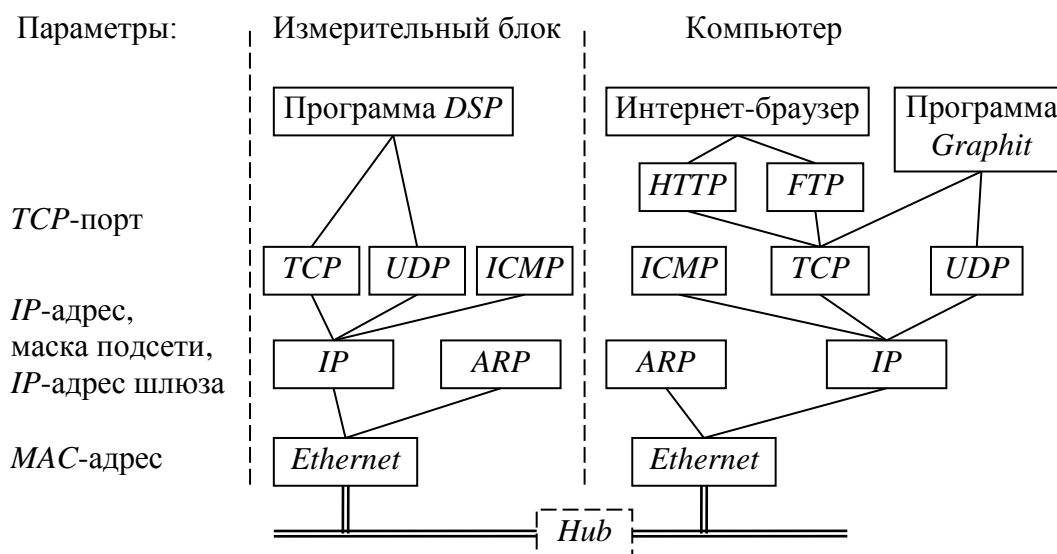 Параметры:
Измерительный блок
Компьютер
Программа DSP
Интернет-браузер
Программа
Graphit
HTTP
FTP
TCP-порт
TCP
UDP
ICMP
ICMP
TCP
UDP
IP-адрес,
маска подсети,
IP-адрес шлюза
IP
ARP
ARP
IP
MAC-адрес
Ethernet
Ethernet
Hub